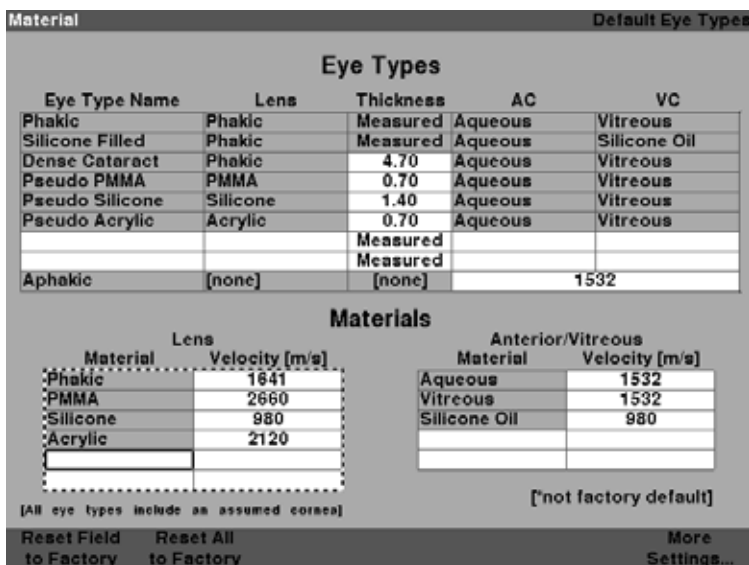 Material Default Eye Types
Eye Types
Eye Type Name Lens Thickness AC VC
Phakic Phakic Measured Aqueous Vitreous
Silicone Filled Phakic Measured Aqueous Silicone Oil
Dense Cataract Phakic 4.70 Aqueous Vitreous
Pseudo PMMA PMMA 0.70 Aqueous Vitreous
Pseudo Silicone Silicone 1.40 Aqueous Vitreous
Pseudo Acrylic Acrylic 0.70 Aqueous Vitreous
Measured
Measured
Aphakic [none] [none] 1532
Materials
Lens Anterior/Vitreous
Material Velocity [m/s] Material Velocity [m/s]
Phakic 1641 Aqueous 1532
PMMA 2660 Vitreous 1532
Silicone 980 Silicone Oil 980
Acrylic 2120
[*not factory default]
[All eye types include an assumed cornea]
Reset Field Reset All More
to Factory to Factory Settings...